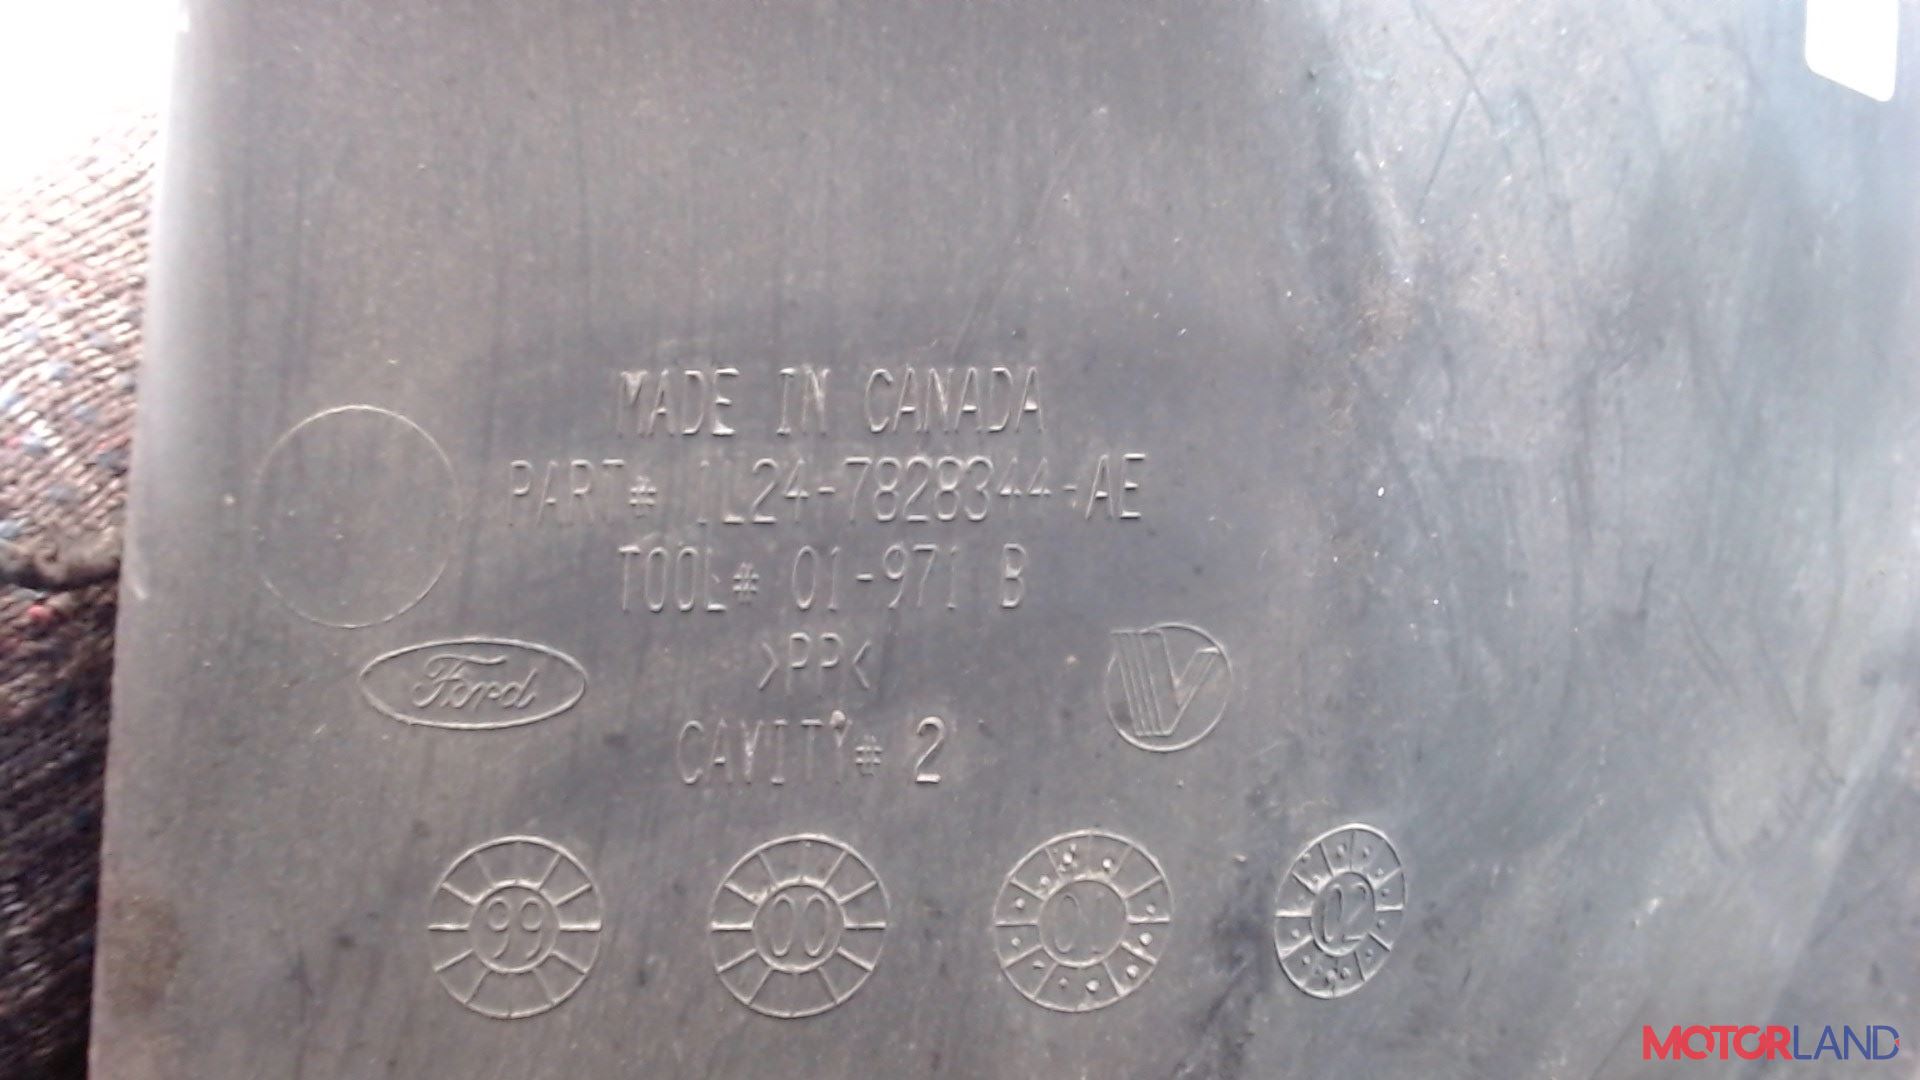 MADE IN CANADA
PART# 1L24-7828344-AE
TOOL# 01-971 B
>PP<
Ford
V
CAVITY# 2
99
00
01
02
MOTORLAND